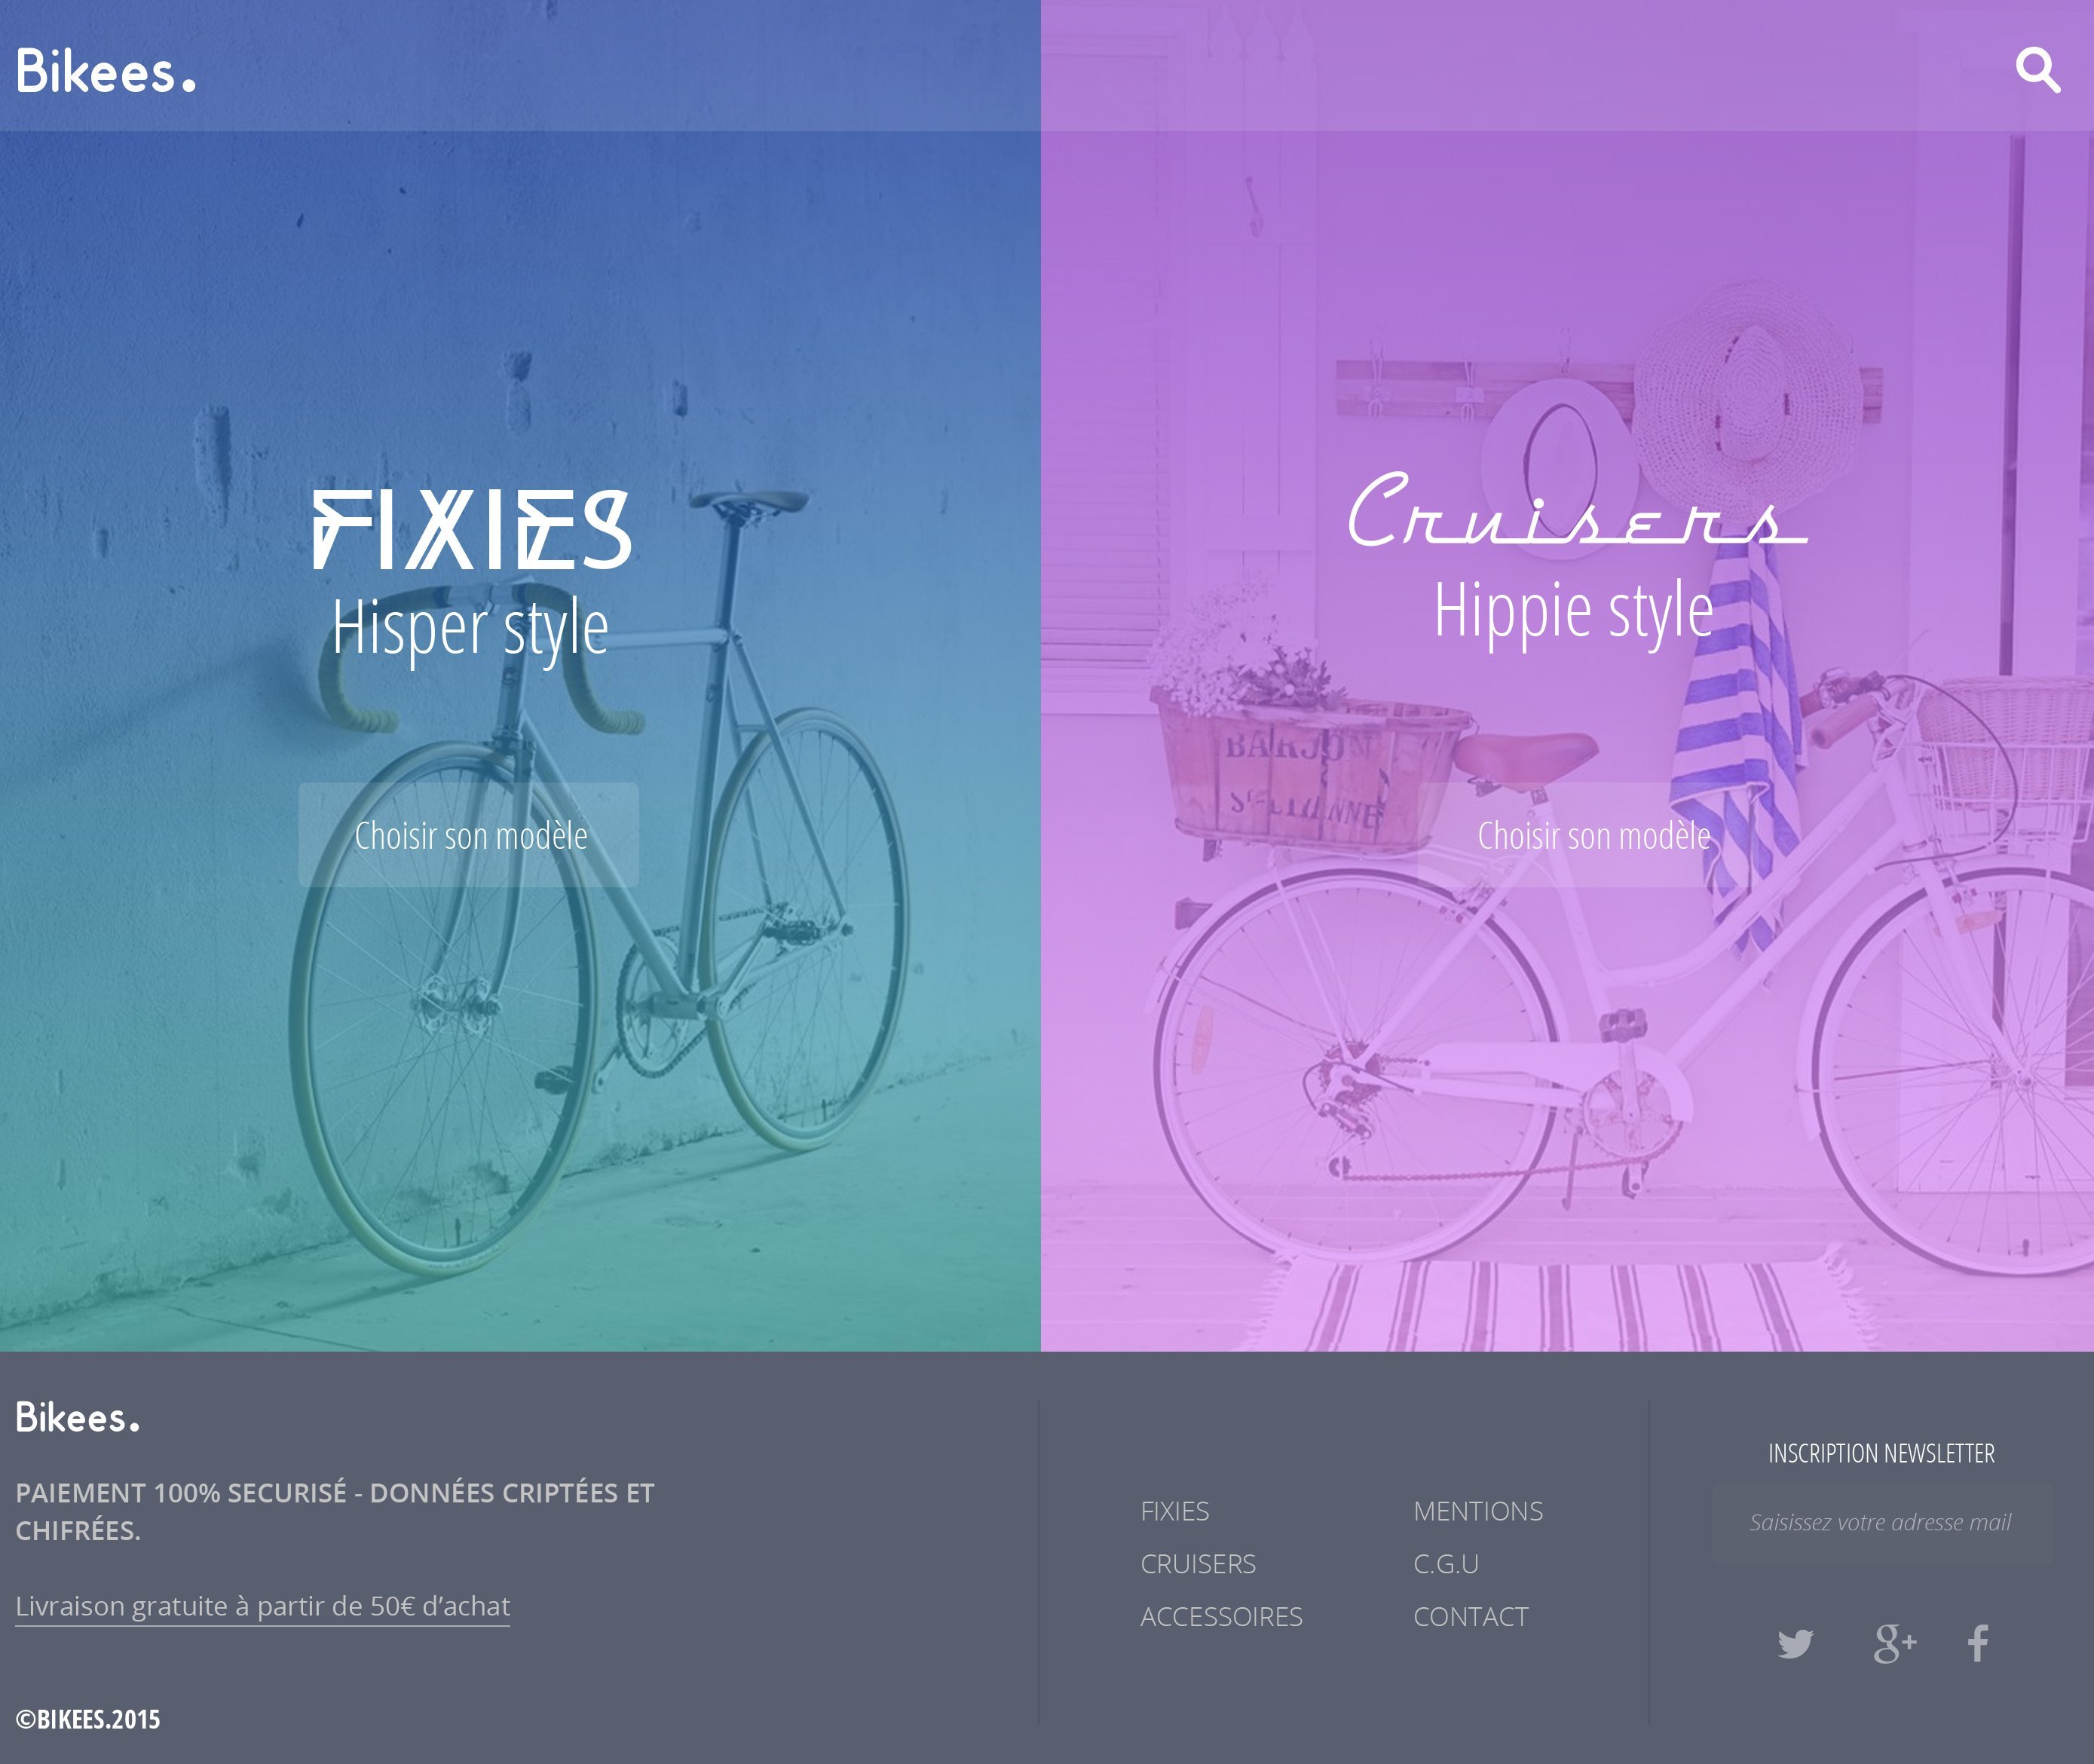 Bikees.
FIXIES
Hisper style
Choisir son modèle
Cruisers
Hippie style
BARJON
Choisir son modèle
Bikees.
PAIEMENT 100% SECURISÉ - DONNÉES CRIPTÉES ET
CHIFRÉES.
Livraison gratuite à partir de 50€ d’achat
©BIKEES.2015
FIXIES
CRUISERS
ACCESSOIRES
MENTIONS
C.G.U
CONTACT
INSCRIPTION NEWSLETTER
Saisissez votre adresse mail
g+
f